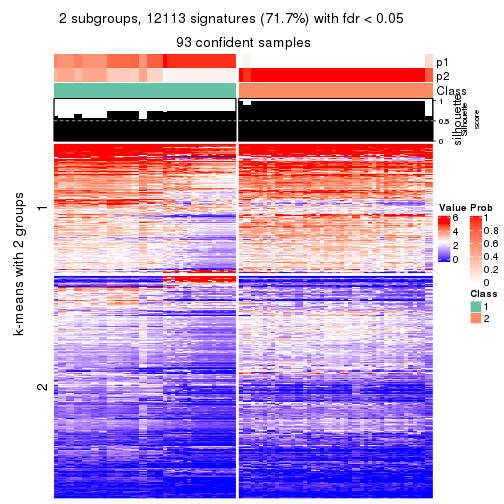 2 subgroups, 12113 signatures (71.7%) with fdr < 0.05
93 confident samples
p1
p2
Class
1
0.5
0
silhouette
Silhouette
score
k-means with 2 groups
1
2
Value
6
4
2
0
Prob
1
0.8
0.6
0.4
0.2
0
Class
1
2